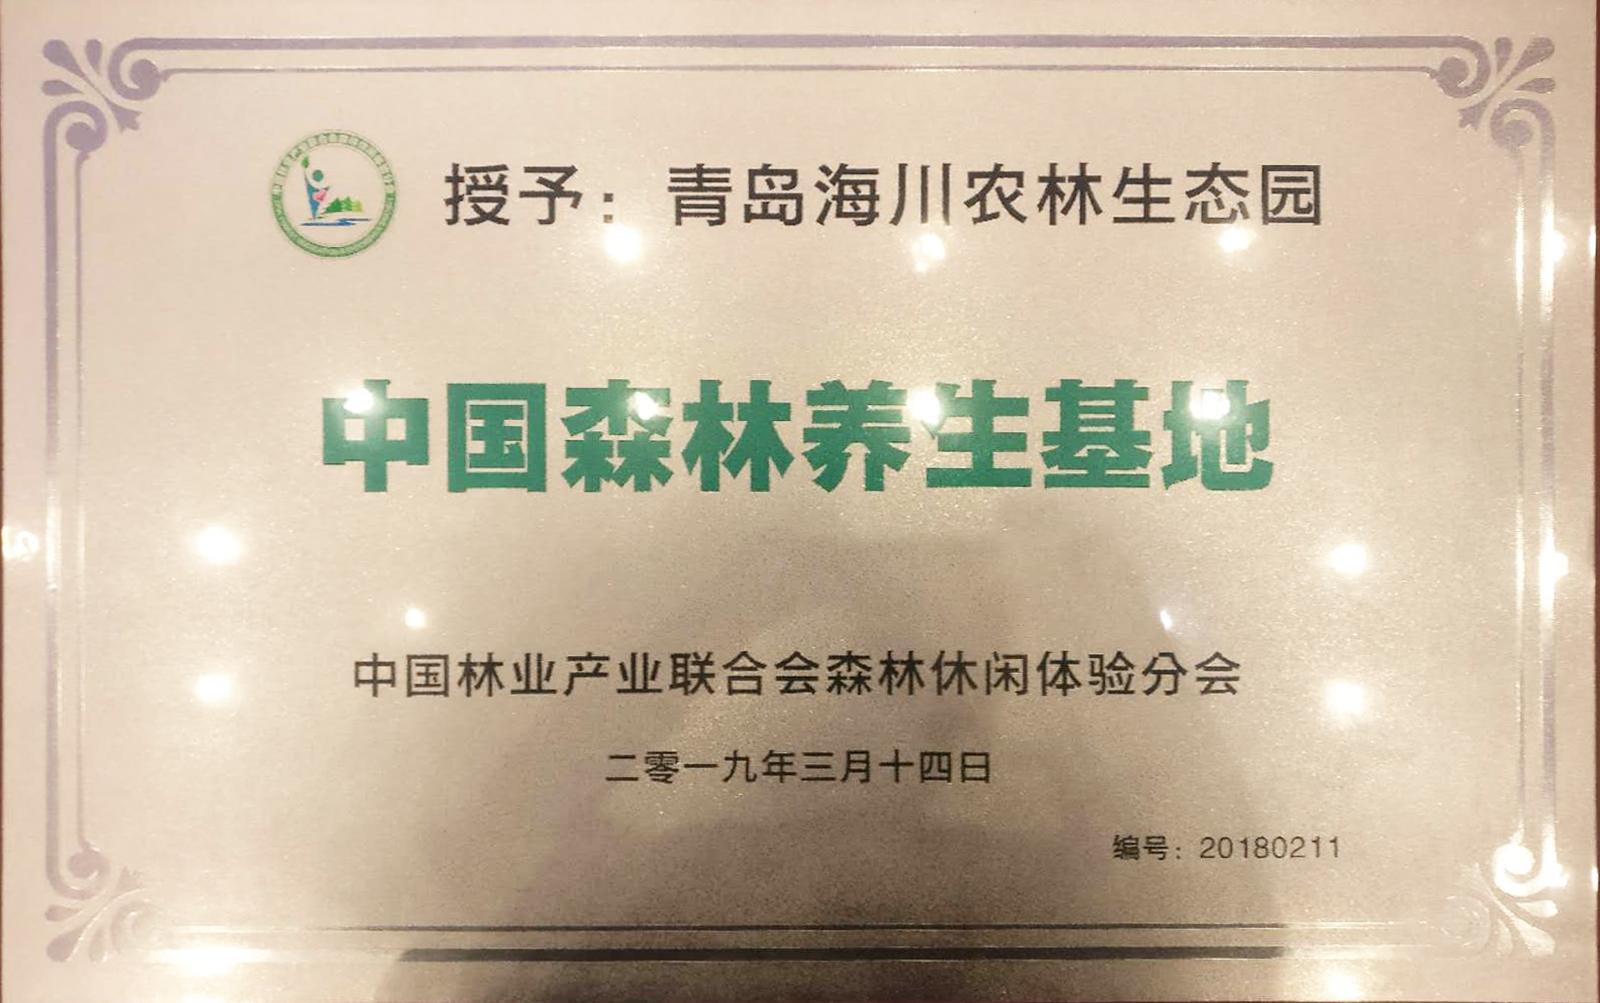 授予：青岛海川农林生态园
中国森林养生基地
中国林业产业联合会森林休闲体验分会
二零一九年三月十四日
编号：20180211